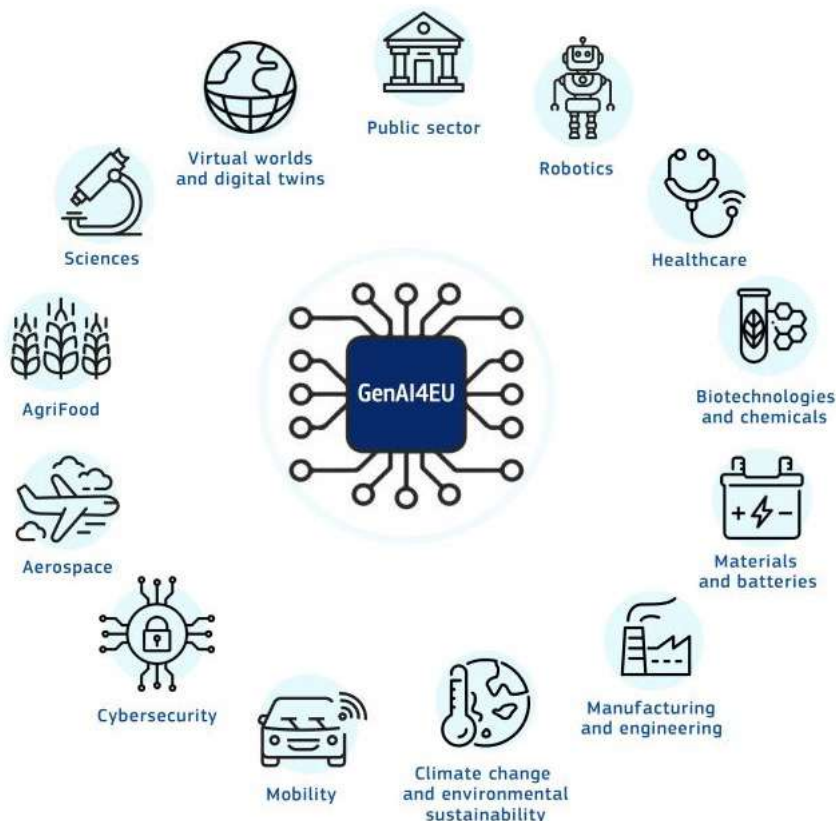 Public sector
Robotics
Healthcare
Biotechnologies
and chemicals
Materials
and batteries
Manufacturing
and engineering
Climate change
and environmental
sustainability
Mobility
Cybersecurity
Aerospace
AgriFood
Sciences
Virtual worlds
and digital twins
GenAI4EU